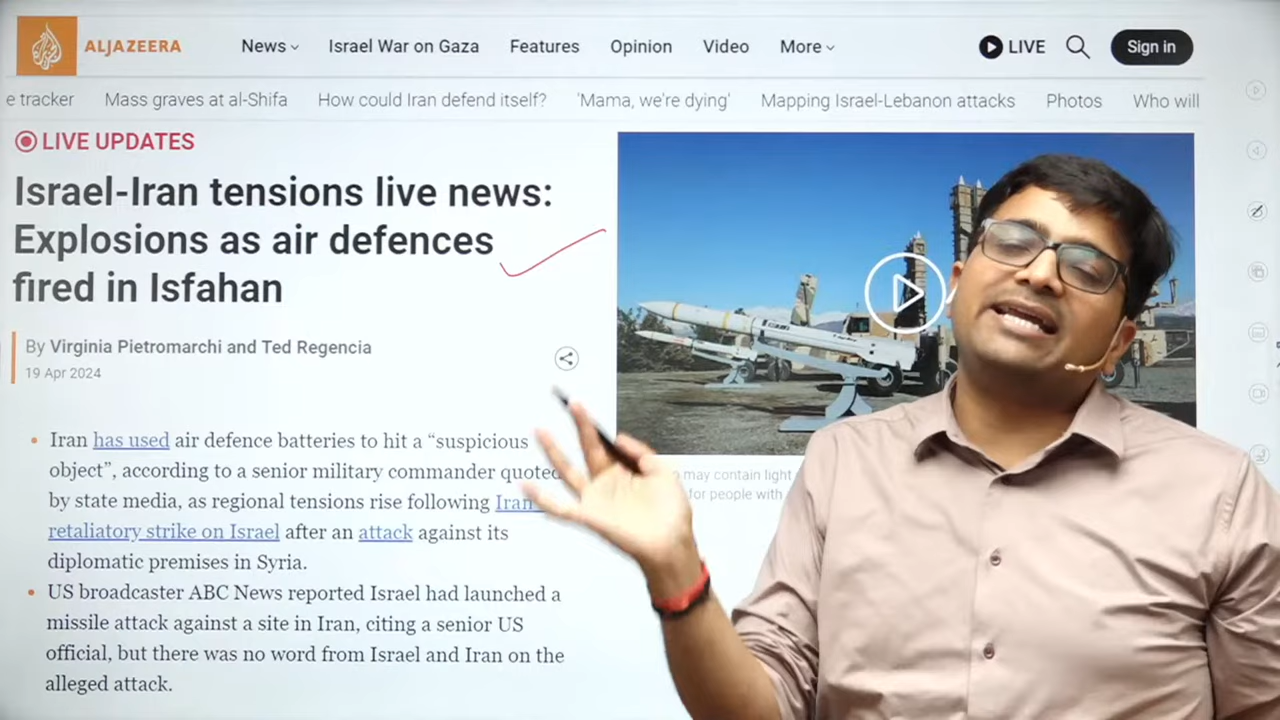 ALJAZEERA
News
Israel War on Gaza
Features
Opinion
Video
More
LIVE
Sign in
e tracker
Mass graves at al-Shifa
How could Iran defend itself?
'Mama, we're dying'
Mapping Israel-Lebanon attacks
Photos
Who will
LIVE UPDATES
Israel-Iran tensions live news:
Explosions as air defences
fired in Isfahan
By Virginia Pietromarchi and Ted Regencia
19 Apr 2024
Iran has used air defence batteries to hit a “suspicious
object”, according to a senior military commander quoted
by state media, as regional tensions rise following Iran
retaliatory strike on Israel after an attack against its
diplomatic premises in Syria.
US broadcaster ABC News reported Israel had launched a
missile attack against a site in Iran, citing a senior US
official, but there was no word from Israel and Iran on the
alleged attack.
may contain light
for people with